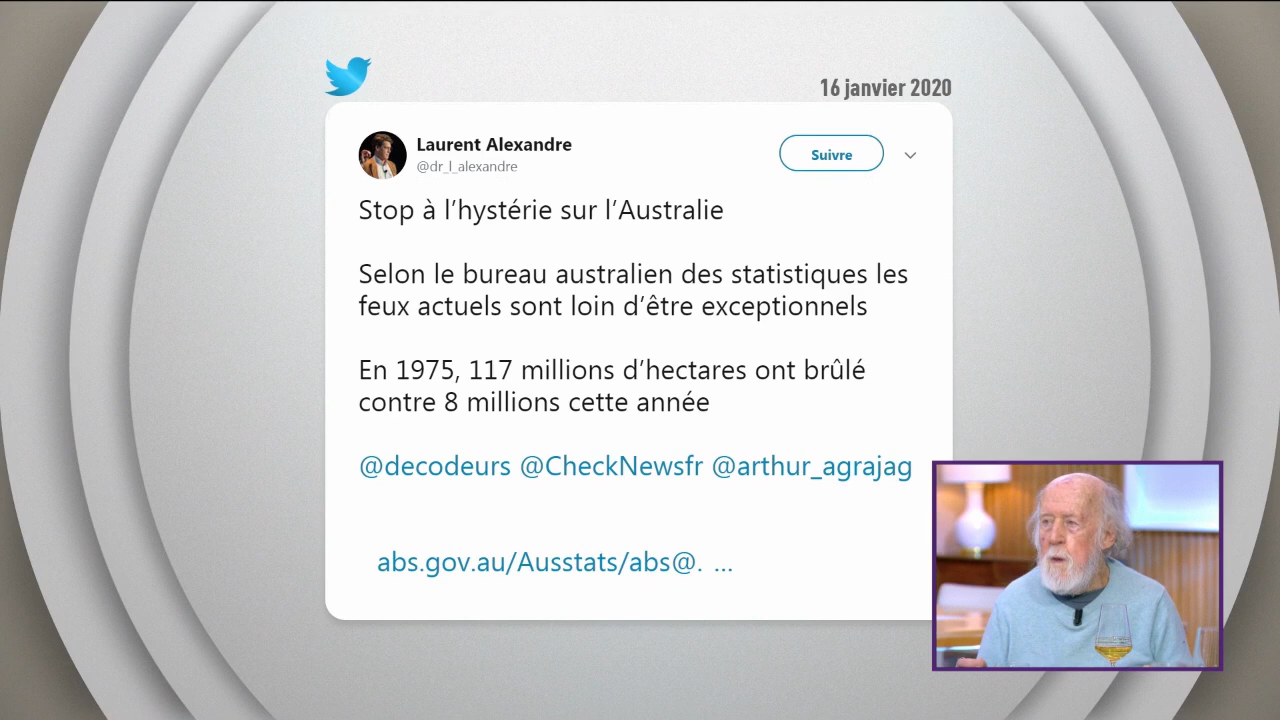 16 janvier 2020
Laurent Alexandre
@dr_l_alexandre
Suivre
Stop à l’hystérie sur l’Australie
Selon le bureau australien des statistiques les
feux actuels sont loin d’être exceptionnels
En 1975, 117 millions d’hectares ont brûlé
contre 8 millions cette année
@decodeurs @CheckNewsfr @arthur_agrajag
abs.gov.au/Ausstats/abs@. ...